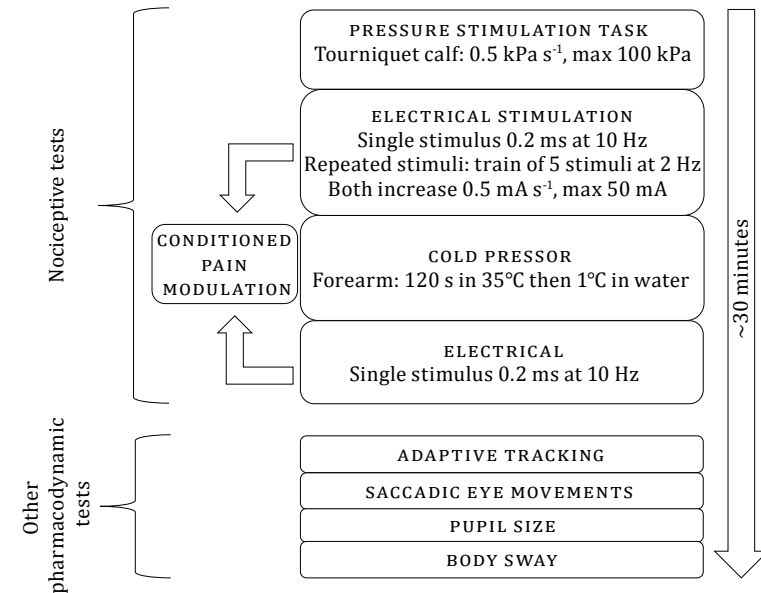 PRESSURE STIMULATION TASK
Tourniquet calf: 0.5 kPa s⁻¹, max 100 kPa
ELECTRICAL STIMULATION
Single stimulus 0.2 ms at 10 Hz
Repeated stimuli: train of 5 stimuli at 2 Hz
Both increase 0.5 mA s⁻¹, max 50 mA
Nociceptive tests
CONDITIONED
PAIN
MODULATION
COLD PRESSOR
Forearm: 120 s in 35°C then 1°C in water
~30 minutes
ELECTRICAL
Single stimulus 0.2 ms at 10 Hz
Other
pharmacodynamic
tests
ADAPTIVE TRACKING
SACCADIC EYE MOVEMENTS
PUPIL SIZE
BODY SWAY